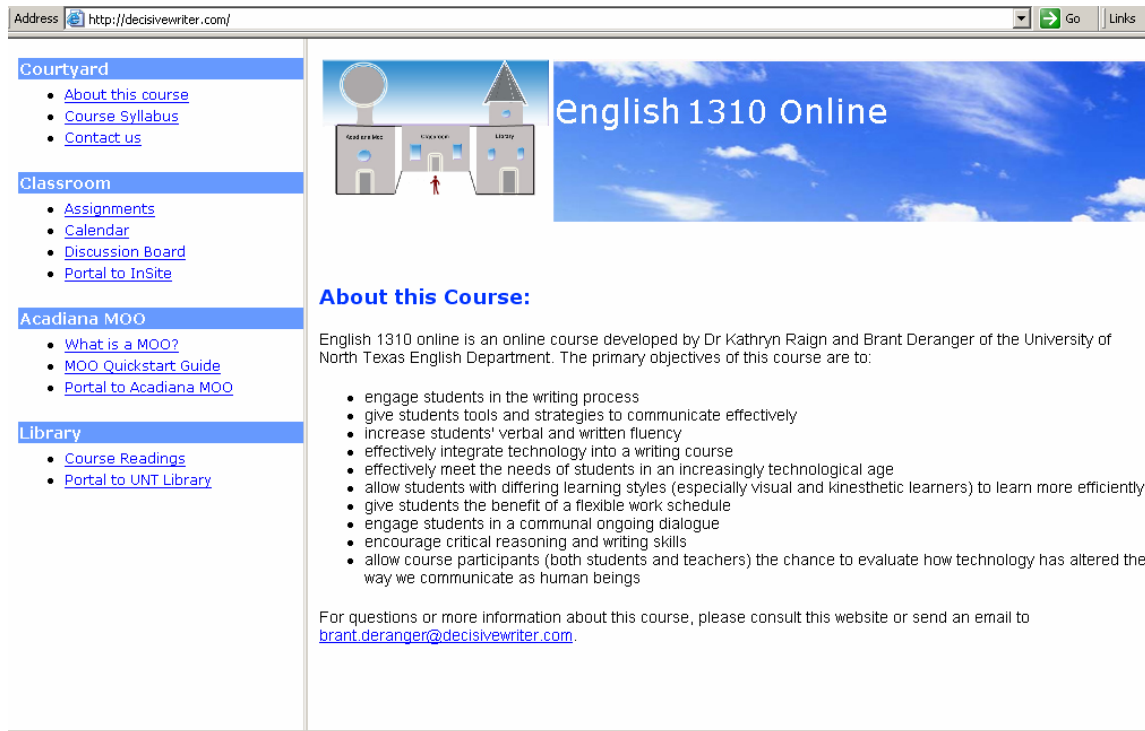 Address http://decisivewriter.com/ Go Links
Courtyard
About this course
Course Syllabus
Contact us
Classroom
Assignments
Calendar
Discussion Board
Portal to InSite
Acadiana MOO
What is a MOO?
MOO Quickstart Guide
Portal to Acadiana MOO
Library
Course Readings
Portal to UNT Library
Acadiana Moo Classroom Library
English 1310 Online
About this Course:
English 1310 online is an online course developed by Dr Kathryn Raign and Brant Deranger of the University of
North Texas English Department. The primary objectives of this course are to:
engage students in the writing process
give students tools and strategies to communicate effectively
increase students' verbal and written fluency
effectively integrate technology into a writing course
effectively meet the needs of students in an increasingly technological age
allow students with differing learning styles (especially visual and kinesthetic learners) to learn more efficiently
give students the benefit of a flexible work schedule
engage students in a communal ongoing dialogue
encourage critical reasoning and writing skills
allow course participants (both students and teachers) the chance to evaluate how technology has altered the
way we communicate as human beings
For questions or more information about this course, please consult this website or send an email to
brant.deranger@decisivewriter.com.